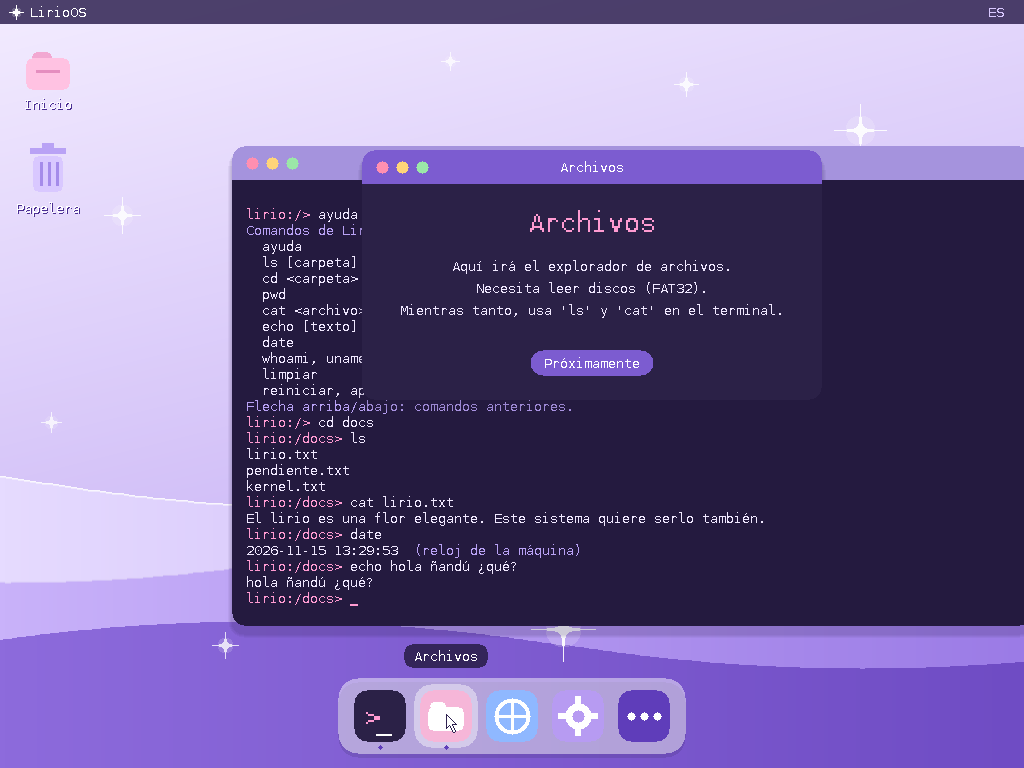 LirioOS
ES
Inicio
Papelera
Archivos
Archivos
Aquí irá el explorador de archivos.
Necesita leer discos (FAT32).
Mientras tanto, usa 'ls' y 'cat' en el terminal.
Próximamente
lirio:/> ayuda
Comandos de
ayuda
ls [carpeta]
cd <carpeta>
pwd
cat <archivo>
echo [texto]
date
whoami, uname
limpiar
reiniciar,
Flecha arriba/abajo: comandos anteriores.
lirio:/> cd docs
lirio:/docs> ls
lirio.txt
pendiente.txt
kernel.txt
lirio:/docs> cat lirio.txt
El lirio es una flor elegante. Este sistema quiere serlo también.
lirio:/docs> date
2026-11-15 13:29:53  (reloj de la máquina)
lirio:/docs> echo hola ñandú ¿qué?
hola ñandú ¿qué?
lirio:/docs> _
Archivos
>_